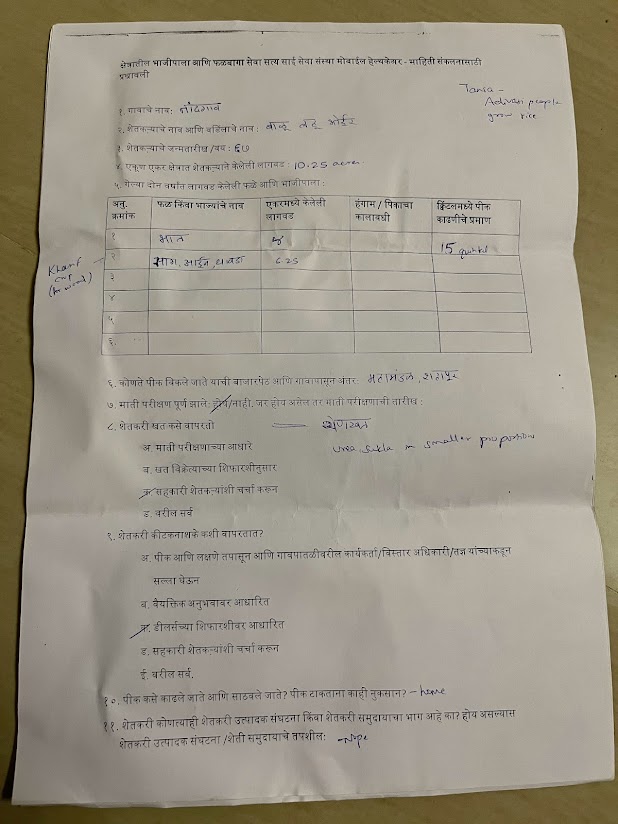 क्षेत्रातील भाजीपाला आणि फळबागा सेवा सत्य साई सेवा संस्था मोबाईल हेल्थकेअर - माहिती संकलनासाठी
प्रश्नावली
Tansa -
Adivasi people
grow rice
१. गावाचे नाव: नांदगाव
२. शेतकऱ्याचे नाव आणि वडिलांचे नाव: बाळू
३. शेतकऱ्याचे जन्मतारीख/वय: ६७
४. एकूण एकर क्षेत्रात शेतकऱ्याने केलेली लागवड: 10.25 acres
५. गेल्या दोन वर्षात लागवड केलेली फळे आणि भाजीपाला:
अनु. क्रमांक फळ किंवा भाज्यांचे नाव एकरमध्ये केलेली लागवड हंगाम / पिकाचा कालावधी क्विंटलमध्ये पीक काढणीचे प्रमाण
१ भात ४ 15 quintal
Kharif
crop
(for wood)
२ साग, 6.25
३
४
५
६.
६. कोणते पीक विकले जाते याची बाजारपेठ आणि गावापासून अंतर: महामंडळ, शहापूर
७. माती परीक्षण पूर्ण झाले: होय/नाही. जर होय असेल तर माती परीक्षणाची तारीख:
८. शेतकरी खत कसे वापरतो — शेणखत
अ. माती परीक्षणाच्या आधारे
urea, sukla in smaller proportions
ब. खत विक्रेत्याच्या शिफारशीनुसार
क. सहकारी शेतकऱ्यांशी चर्चा करून
ड. वरील सर्व
९. शेतकरी कीटकनाशके कशी वापरतात?
अ. पीक आणि लक्षणे तपासून आणि गावपातळीवरील कार्यकर्ता/विस्तार अधिकारी/तज्ञ यांच्याकडून
सल्ला घेऊन
ब. वैयक्तिक अनुभवावर आधारित
क. डीलर्सच्या शिफारशीवर आधारित
ड. सहकारी शेतकऱ्यांशी चर्चा करून
ई. वरील सर्व.
१०. पीक कसे काढले जाते आणि साठवले जाते? पीक टाकताना काही नुकसान? - home
११. शेतकरी कोणत्याही शेतकरी उत्पादक संघटना किंवा शेतकरी समुदायाचा भाग आहे का? होय असल्यास
शेतकरी उत्पादक संघटना /शेती समुदायाचे तपशील: - Nope